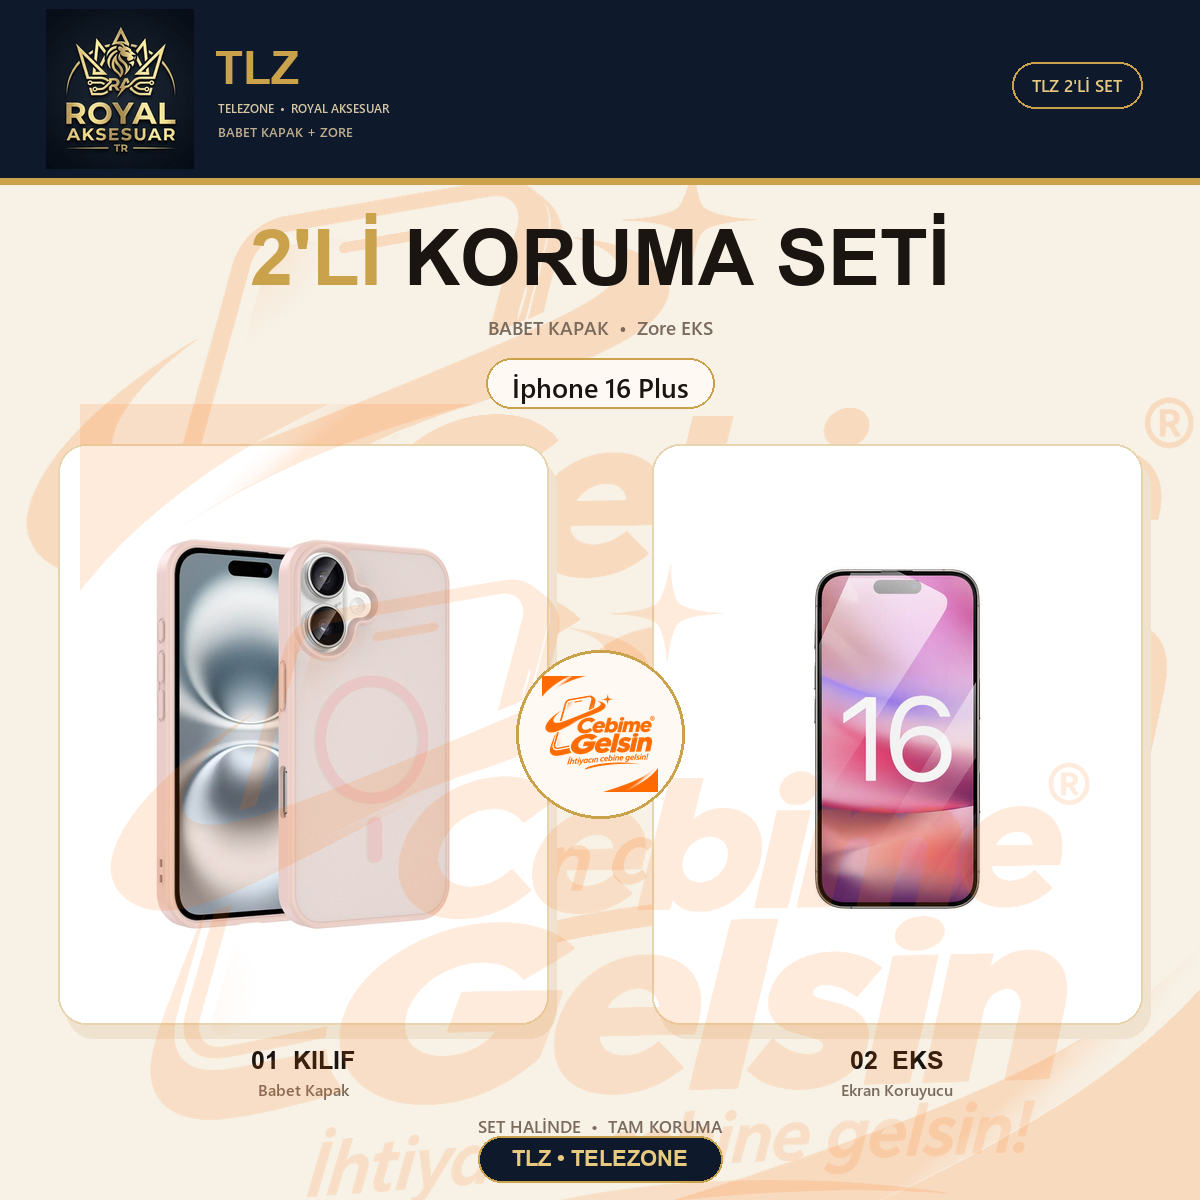 ROYAL
AKSESUAR
TR
TLZ
TELEZONE • ROYAL AKSESUAR
BABET KAPAK + ZORE
TLZ 2'Lİ SET
2'Lİ KORUMA SETİ
BABET KAPAK • Zore EKS
İphone 16 Plus
16
Cebime®
Gelsin
İhtiyacın cebine gelsin!
Cebime®
Gelsin
01 KILIF
Babet Kapak
02 EKS
Ekran Koruyucu
SET HALİNDE • TAM KORUMA
TLZ • TELEZONE